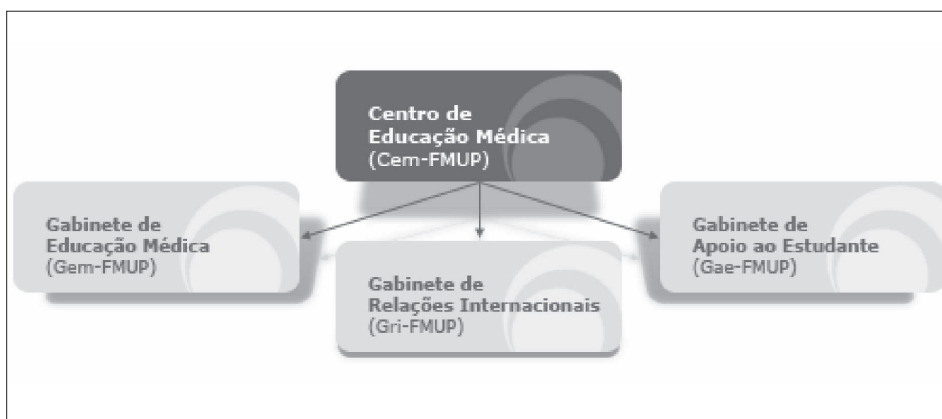 Centro de
Educação Médica
(Cem-FMUP)
Gabinete de
Educação Médica
(Gem-FMUP)
Gabinete de
Relações Internacionais
(Gri-FMUP)
Gabinete de
Apoio ao Estudante
(Gae-FMUP)